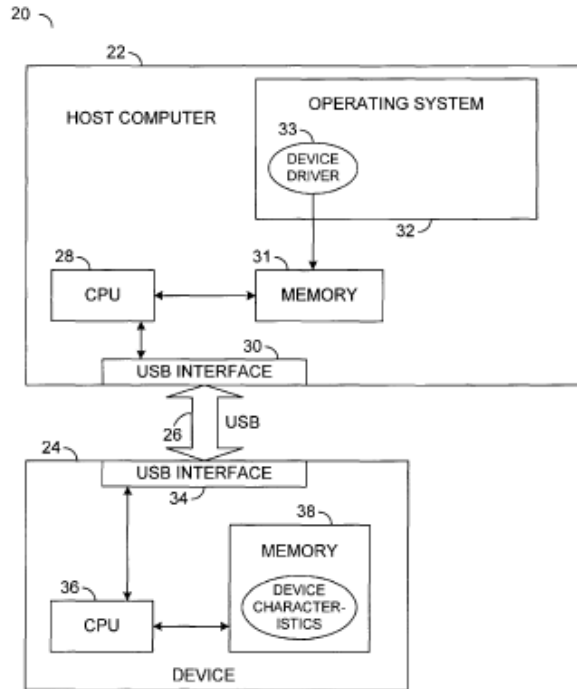 20
22
HOST COMPUTER
OPERATING SYSTEM
33
DEVICE
DRIVER
32
28
CPU
31
MEMORY
30
USB INTERFACE
26
USB
24
USB INTERFACE
34
38
MEMORY
DEVICE
CHARACTER-
ISTICS
36
CPU
DEVICE